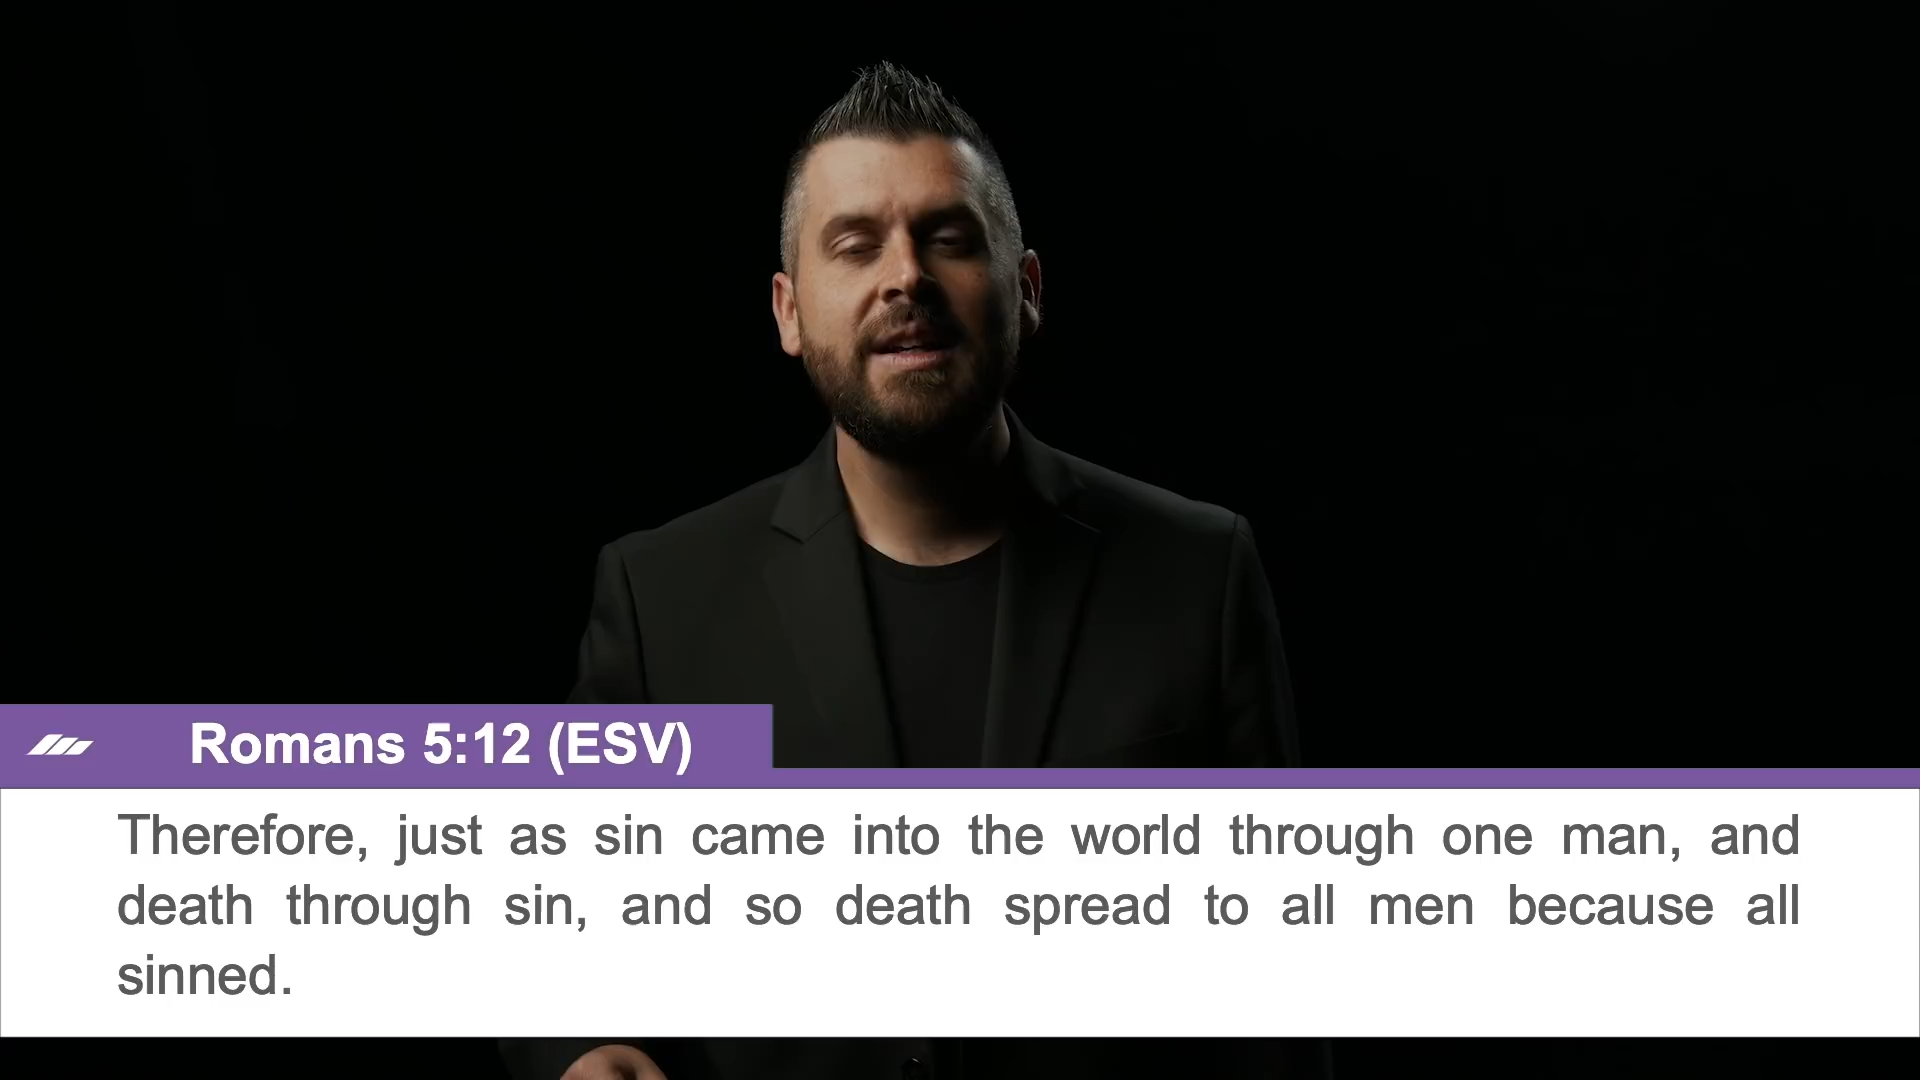 Romans 5:12 (ESV)
Therefore, just as sin came into the world through one man, and
death through sin, and so death spread to all men because all
sinned.